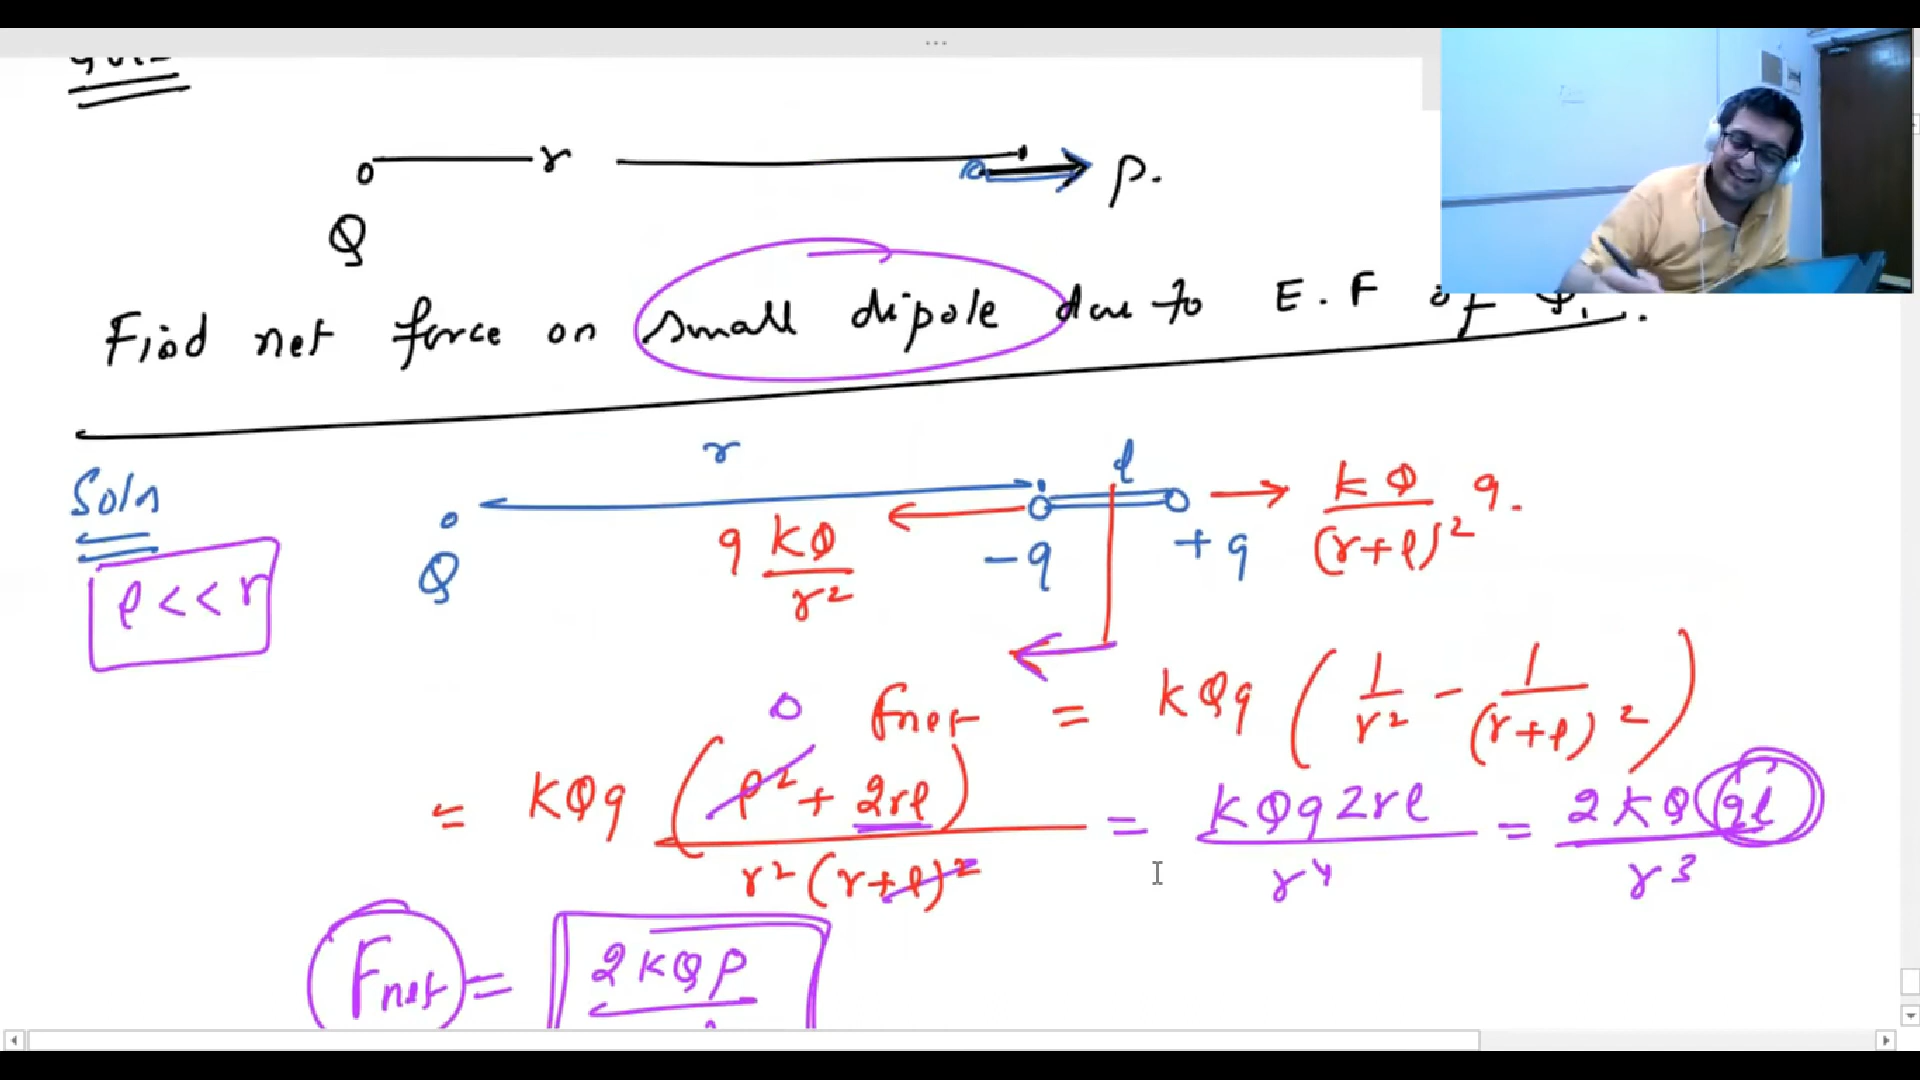 r p.
Q
Find net force on small dipole due to E.F of
Soln r l
Q q kQ/r² -q +q kQ/(r+l)² q.
l << r
0 Fnet = kQq ( 1/r² - 1/(r+l)² )
= kQq ( l² + 2rl ) / r² (r+l)² = kQq2rl / r⁴ = 2kQ(ql) / r³
Fnet = 2kQp